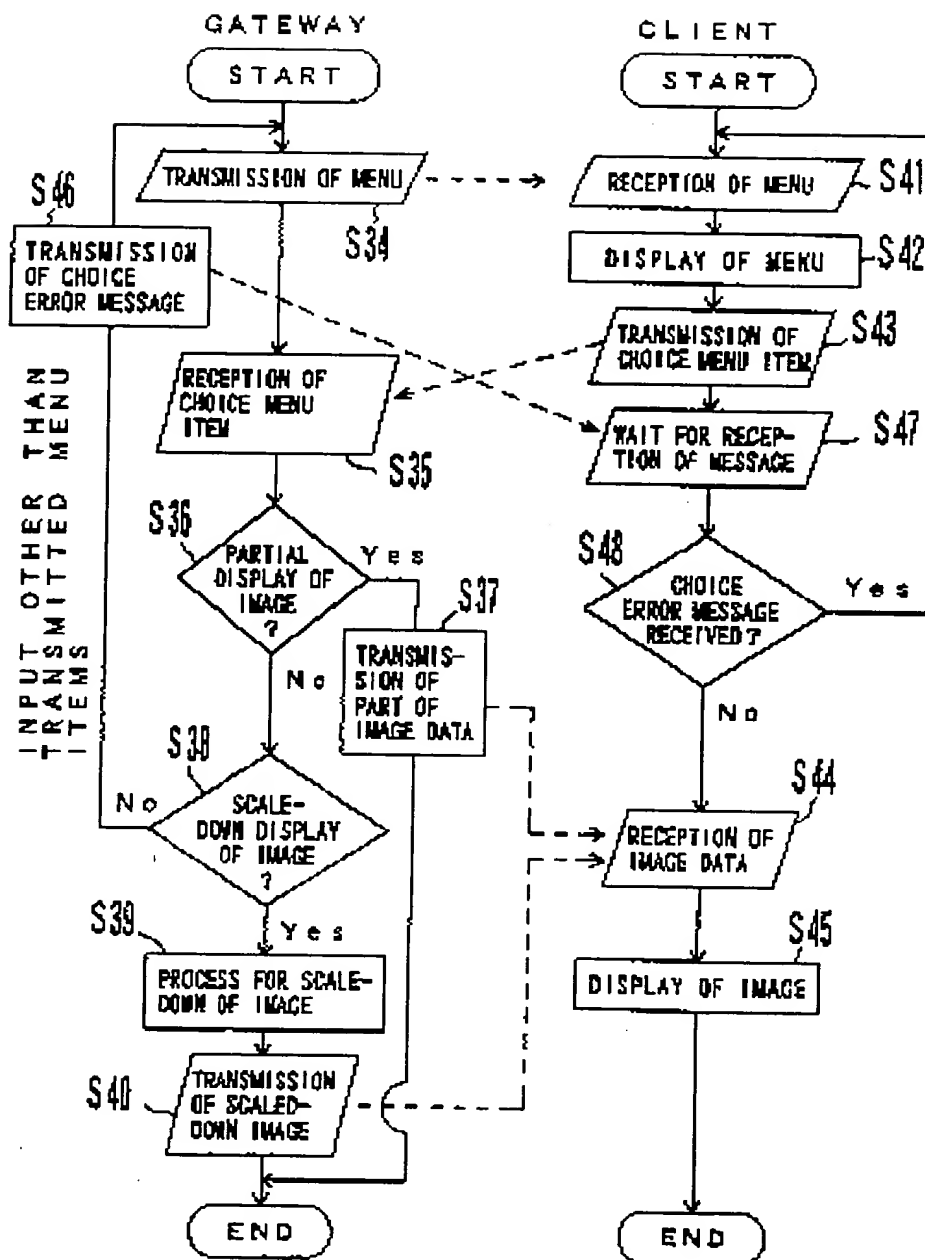 GATEWAY
START
TRANSMISSION OF MENU
S34
S46
TRANSMISSION
OF CHOICE
ERROR MESSAGE
INPUT OTHER THAN
TRANSMITTED MENU
ITEMS
RECEPTION OF
CHOICE MENU
ITEM
S35
S36
PARTIAL
DISPLAY OF
IMAGE
?
Yes
No
S37
TRANSMIS-
SION OF
PART OF
IMAGE DATA
S38
SCALE-
DOWN DISPLAY
OF IMAGE
?
No
Yes
S39
PROCESS FOR SCALE-
DOWN OF IMAGE
S40
TRANSMISSION
OF SCALED-
DOWN IMAGE
END
CLIENT
START
RECEPTION OF MENU
S41
DISPLAY OF MENU
S42
TRANSMISSION OF
CHOICE MENU ITEM
S43
WAIT FOR RECEP-
TION OF MESSAGE
S47
S48
CHOICE
ERROR MESSAGE
RECEIVED?
Yes
No
S44
RECEPTION OF
IMAGE DATA
S45
DISPLAY OF IMAGE
END